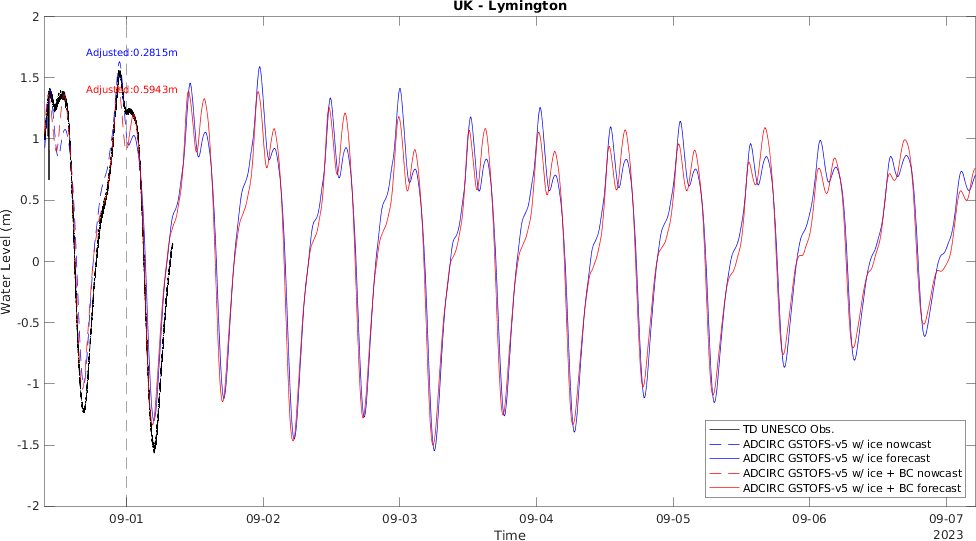 UK - Lymington
Adjusted:0.2815m
Adjusted:0.5943m
2
1.5
1
0.5
0
-0.5
-1
-1.5
-2
Water Level (m)
TD UNESCO Obs.
ADCIRC GSTOFS-v5 w/ ice nowcast
ADCIRC GSTOFS-v5 w/ ice forecast
ADCIRC GSTOFS-v5 w/ ice + BC nowcast
ADCIRC GSTOFS-v5 w/ ice + BC forecast
09-01 09-02 09-03 09-04 09-05 09-06 09-07
Time
2023